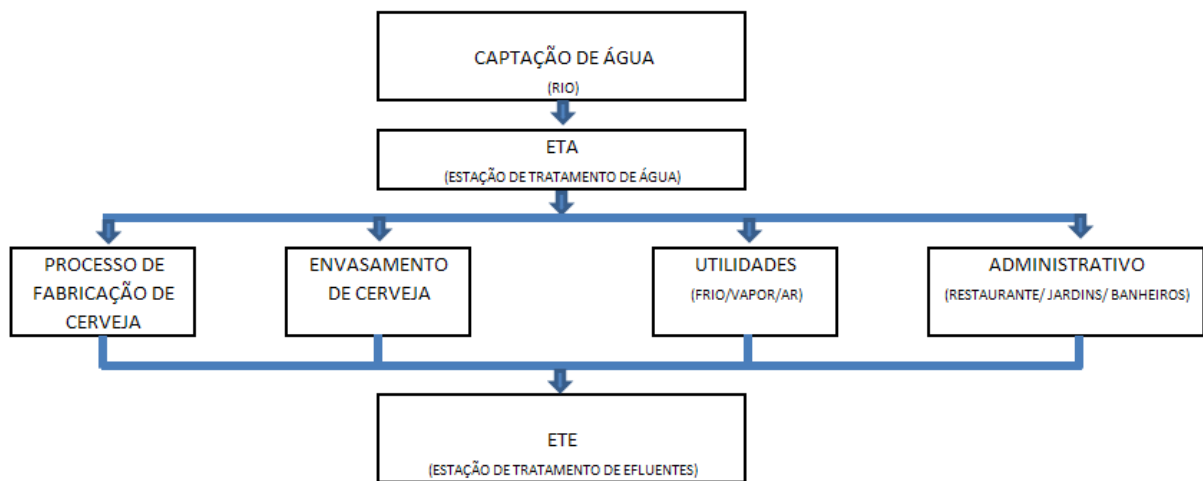 CAPTAÇÃO DE ÁGUA
(RIO)
ETA
(ESTAÇÃO DE TRATAMENTO DE ÁGUA)
PROCESSO DE
FABRICAÇÃO DE
CERVEJA
ENVASAMENTO
DE CERVEJA
UTILIDADES
(FRIO/VAPOR/AR)
ADMINISTRATIVO
(RESTAURANTE/ JARDINS/ BANHEIROS)
ETE
(ESTAÇÃO DE TRATAMENTO DE EFLUENTES)